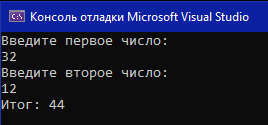 Консоль отладки Microsoft Visual Studio
Введите первое число:
32
Введите второе число:
12
Итог: 44